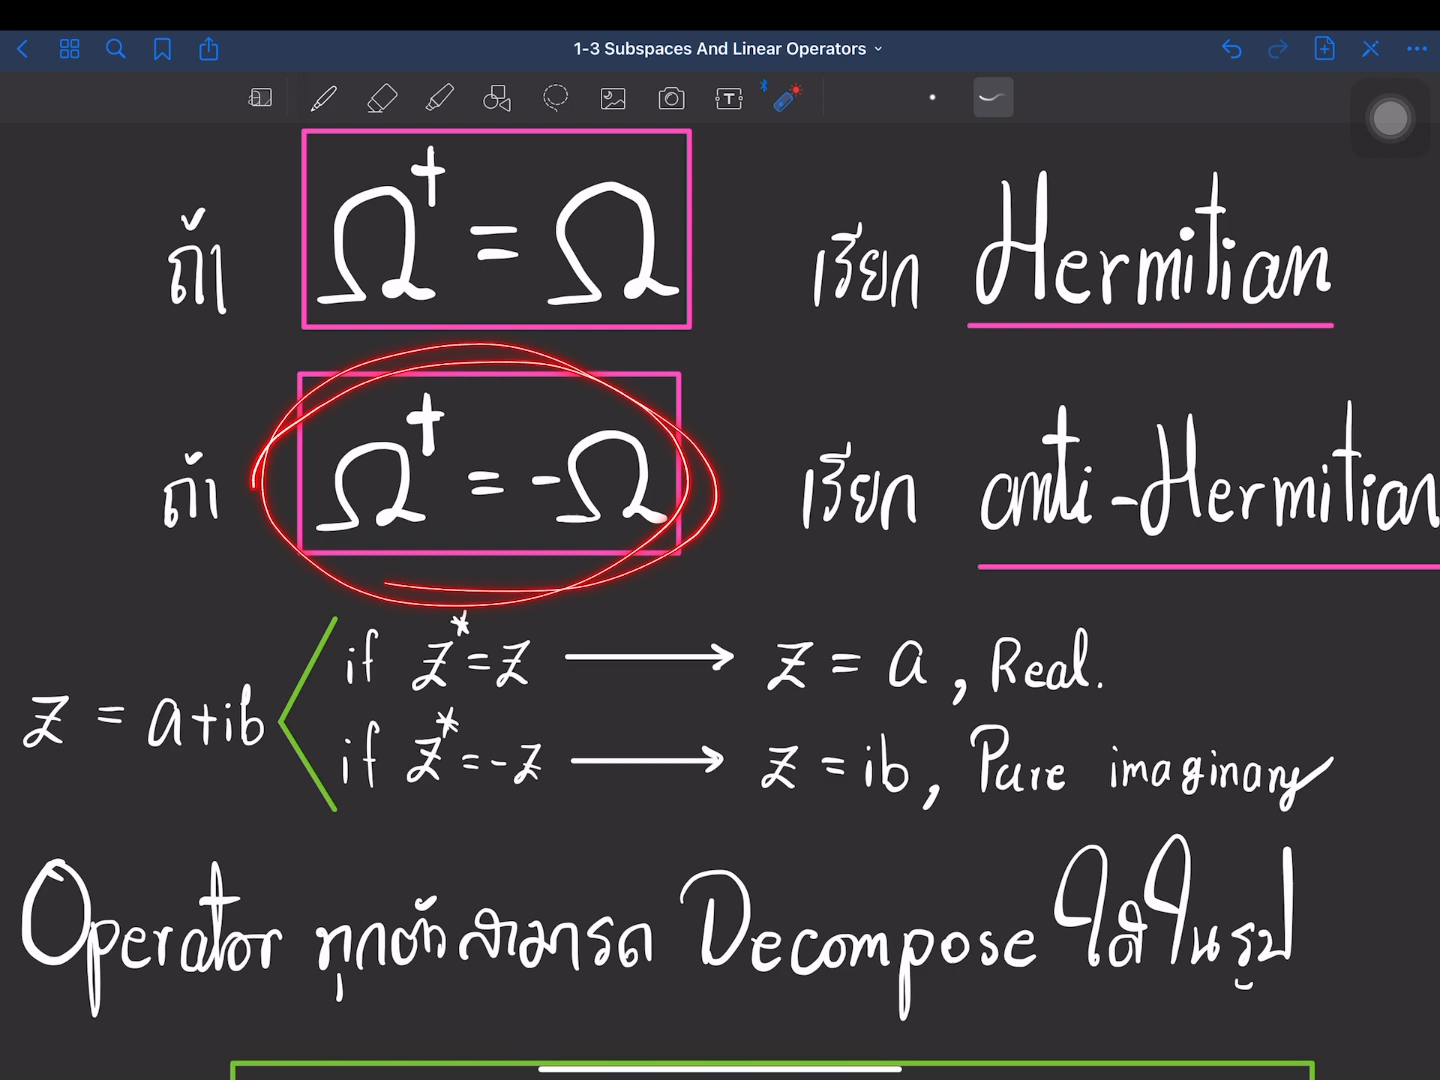 1-3 Subspaces And Linear Operators
T
ถ้า Ω† = Ω เรียก Hermitian
ถ้า Ω† = -Ω เรียก anti-Hermitian
if z* = z → z = a , Real.
z = a+ib
if z* = -z → z = ib, Pure imaginary
Operator ทุกตัวสามารถ Decompose ได้ในรูป